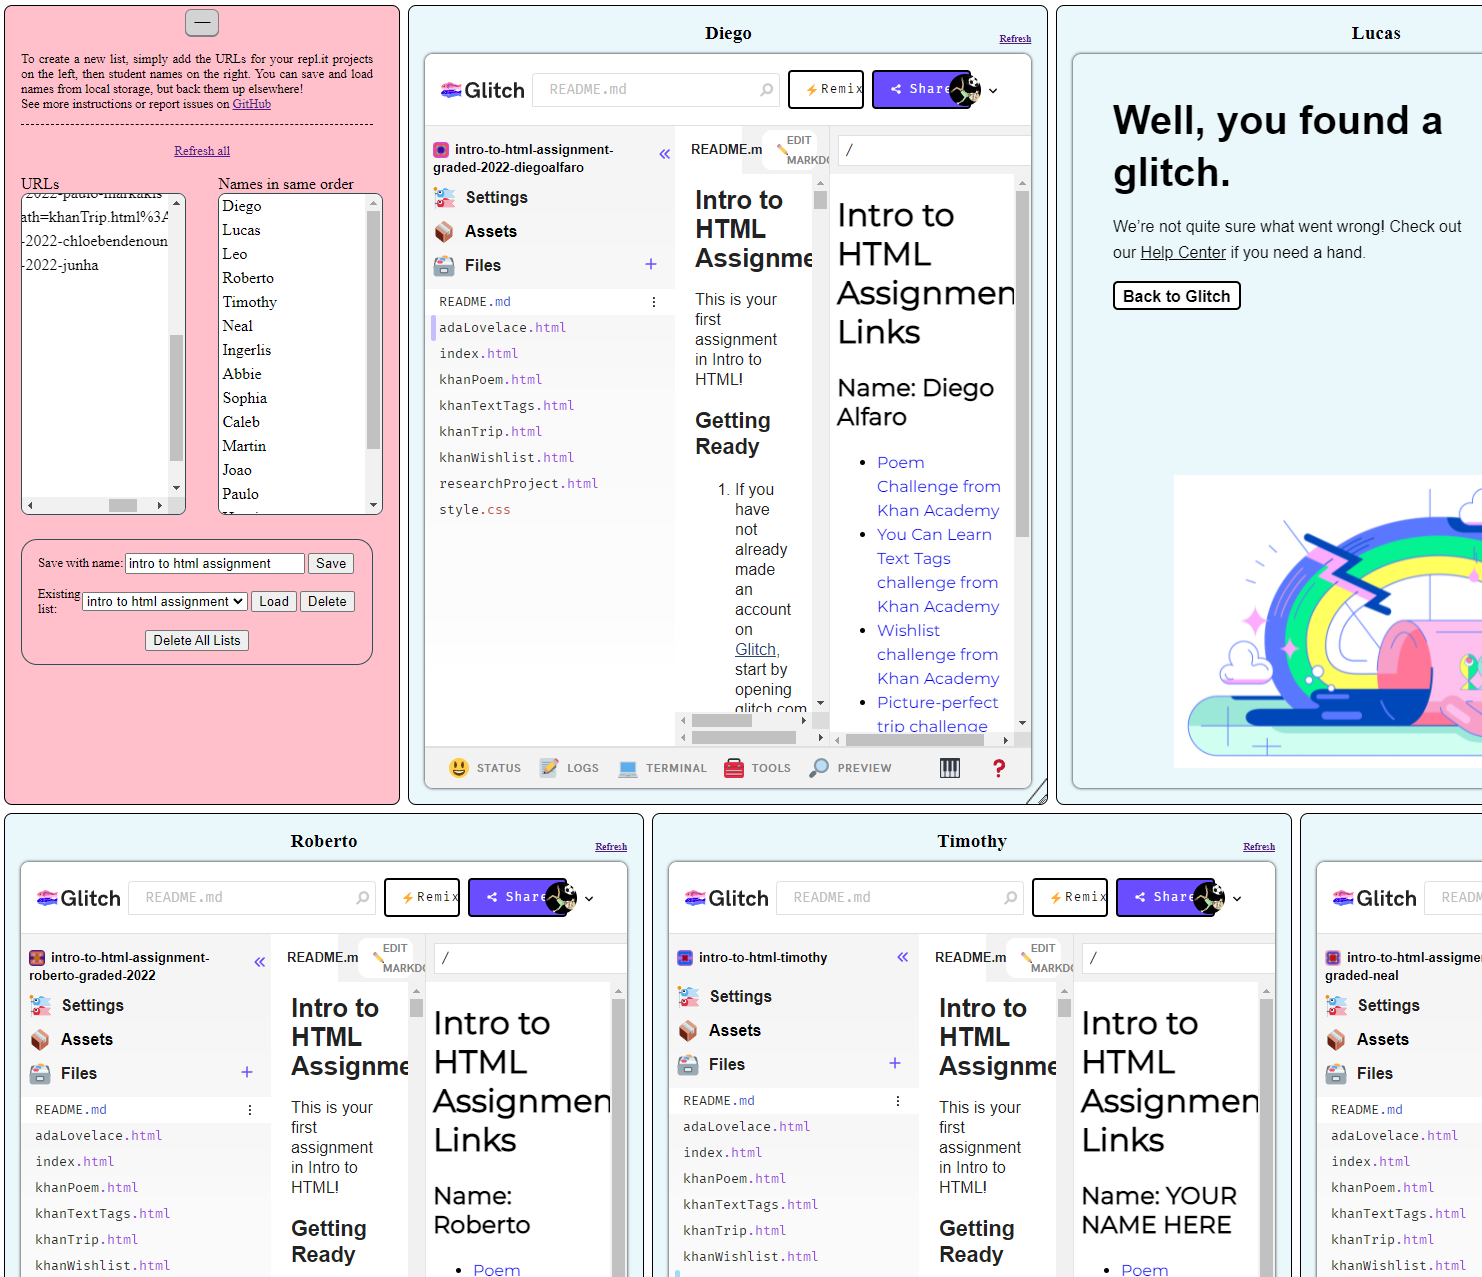 —
To create a new list, simply add the URLs for your repl.it projects
on the left, then student names on the right. You can save and load
names from local storage, but back them up elsewhere!
See more instructions or report issues on GitHub
Refresh all
URLs
ath=khanTrip.html%3A
-2022-chloebendenoun
-2022-junha
Names in same order
Diego
Lucas
Leo
Roberto
Timothy
Neal
Ingerlis
Abbie
Sophia
Caleb
Martin
Joao
Paulo
Save with name: intro to html assignment Save
Existing
list: intro to html assignment Load Delete
Delete All Lists
Diego
Refresh
Glitch README.md Remix Share
intro-to-html-assignment-
graded-2022-diegoalfaro
Settings
Assets
Files +
README.md
adaLovelace.html
index.html
khanPoem.html
khanTextTags.html
khanTrip.html
khanWishlist.html
researchProject.html
style.css
README.m
EDIT
MARKDO
Intro to
HTML
Assignme
This is your
first
assignment
in Intro to
HTML!
Getting
Ready
1. If you
have
not
already
made
an
account
on
Glitch,
start by
opening
glitch.com
/
Intro to
HTML
Assignmen
Links
Name: Diego
Alfaro
• Poem
Challenge from
Khan Academy
• You Can Learn
Text Tags
challenge from
Khan Academy
• Wishlist
challenge from
Khan Academy
• Picture-perfect
trip challenge
STATUS LOGS TERMINAL TOOLS PREVIEW ?
Lucas
Well, you found a
glitch.
We’re not quite sure what went wrong! Check out
our Help Center if you need a hand.
Back to Glitch
Roberto
Refresh
Glitch README.md Remix Share
intro-to-html-assignment-
roberto-graded-2022
Settings
Assets
Files +
README.md
adaLovelace.html
index.html
khanPoem.html
khanTextTags.html
khanTrip.html
khanWishlist.html
README.m
EDIT
MARKDO
Intro to
HTML
Assignme
This is your
first
assignment
in Intro to
HTML!
Getting
Ready
/
Intro to
HTML
Assignmen
Links
Name:
Roberto
• Poem
Timothy
Refresh
Glitch README.md Remix Share
intro-to-html-timothy
Settings
Assets
Files +
README.md
adaLovelace.html
index.html
khanPoem.html
khanTextTags.html
khanTrip.html
khanWishlist.html
README.m
EDIT
MARKDO
Intro to
HTML
Assignme
This is your
first
assignment
in Intro to
HTML!
Getting
Ready
/
Intro to
HTML
Assignmen
Links
Name: YOUR
NAME HERE
• Poem
Glitch READM
intro-to-html-assigme
graded-neal
Settings
Assets
Files
README.md
adaLovelace.html
index.html
khanPoem.html
khanTextTags.html
khanTrip.html
khanWishlist.html